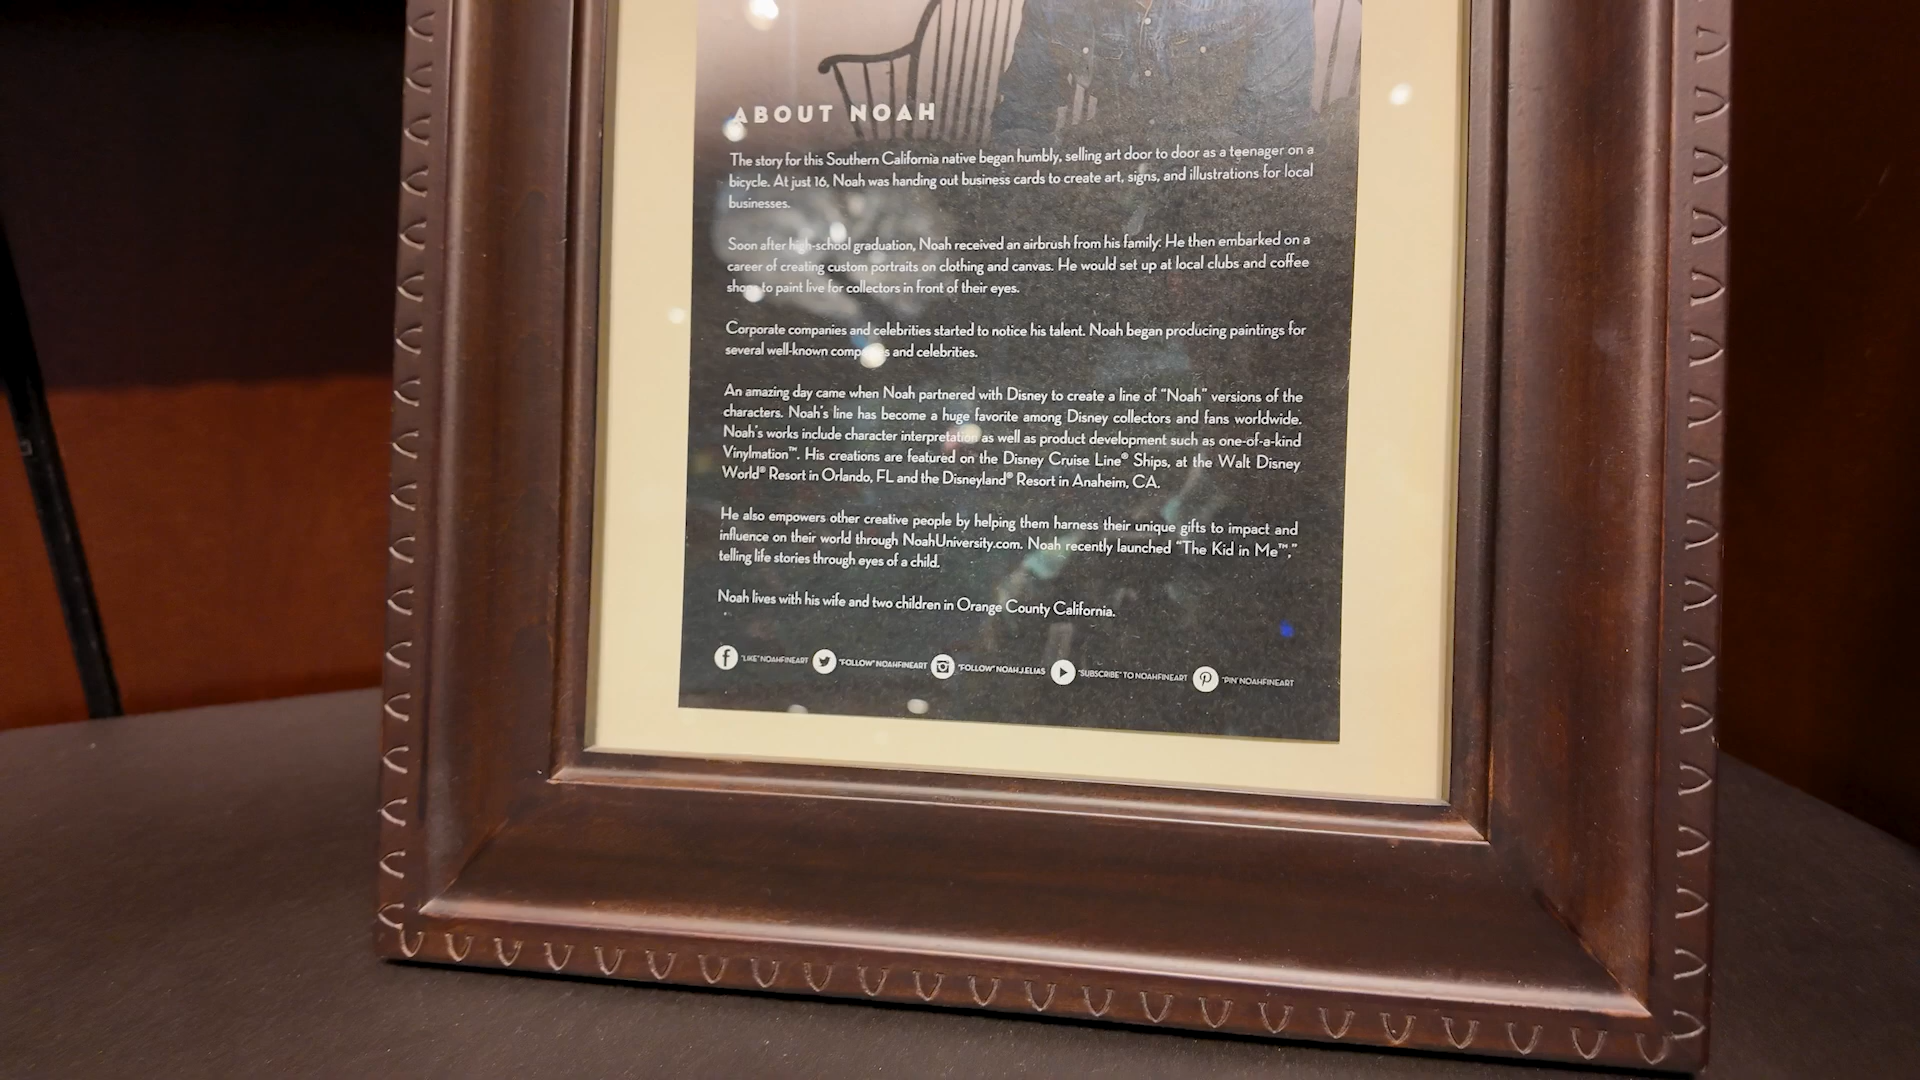 ABOUT NOAH
The story for this Southern California native began humbly, selling art door to door as a teenager on a
bicycle. At just 16, Noah was handing out business cards to create art, signs, and illustrations for local
businesses.
Soon after high-school graduation, Noah received an airbrush from his family. He then embarked on a
career of creating custom portraits on clothing and canvas. He would set up at local clubs and coffee
shops to paint live for collectors in front of their eyes.
Corporate companies and celebrities started to notice his talent. Noah began producing paintings for
several well-known companies and celebrities.
An amazing day came when Noah partnered with Disney to create a line of “Noah” versions of the
characters. Noah’s line has become a huge favorite among Disney collectors and fans worldwide.
Noah’s works include character interpretation as well as product development such as one-of-a-kind
Vinylmation™. His creations are featured on the Disney Cruise Line® Ships, at the Walt Disney
World® Resort in Orlando, FL and the Disneyland® Resort in Anaheim, CA.
He also empowers other creative people by helping them harness their unique gifts to impact and
influence on their world through NoahUniversity.com. Noah recently launched “The Kid in Me™,”
telling life stories through eyes of a child.
Noah lives with his wife and two children in Orange County California.
"LIKE" NOAHFINEART "FOLLOW" NOAHFINEART "FOLLOW" NOAHJELIAS "SUBSCRIBE" TO NOAHFINEART "PIN" NOAHFINEART